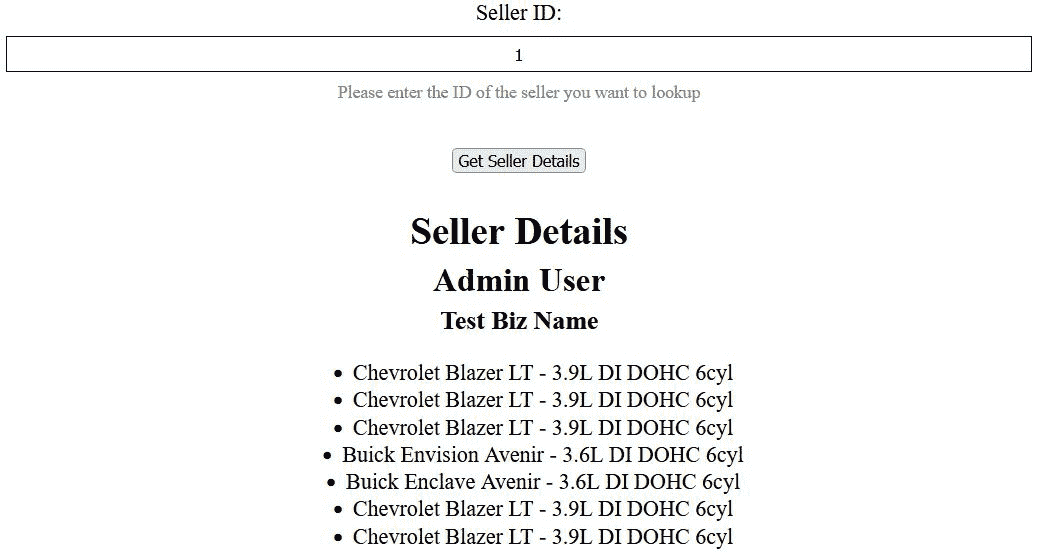 Seller ID:
1
Please enter the ID of the seller you want to lookup
Get Seller Details
Seller Details
Admin User
Test Biz Name
• Chevrolet Blazer LT - 3.9L DI DOHC 6cyl
• Chevrolet Blazer LT - 3.9L DI DOHC 6cyl
• Chevrolet Blazer LT - 3.9L DI DOHC 6cyl
• Buick Envision Avenir - 3.6L DI DOHC 6cyl
• Buick Enclave Avenir - 3.6L DI DOHC 6cyl
• Chevrolet Blazer LT - 3.9L DI DOHC 6cyl
• Chevrolet Blazer LT - 3.9L DI DOHC 6cyl